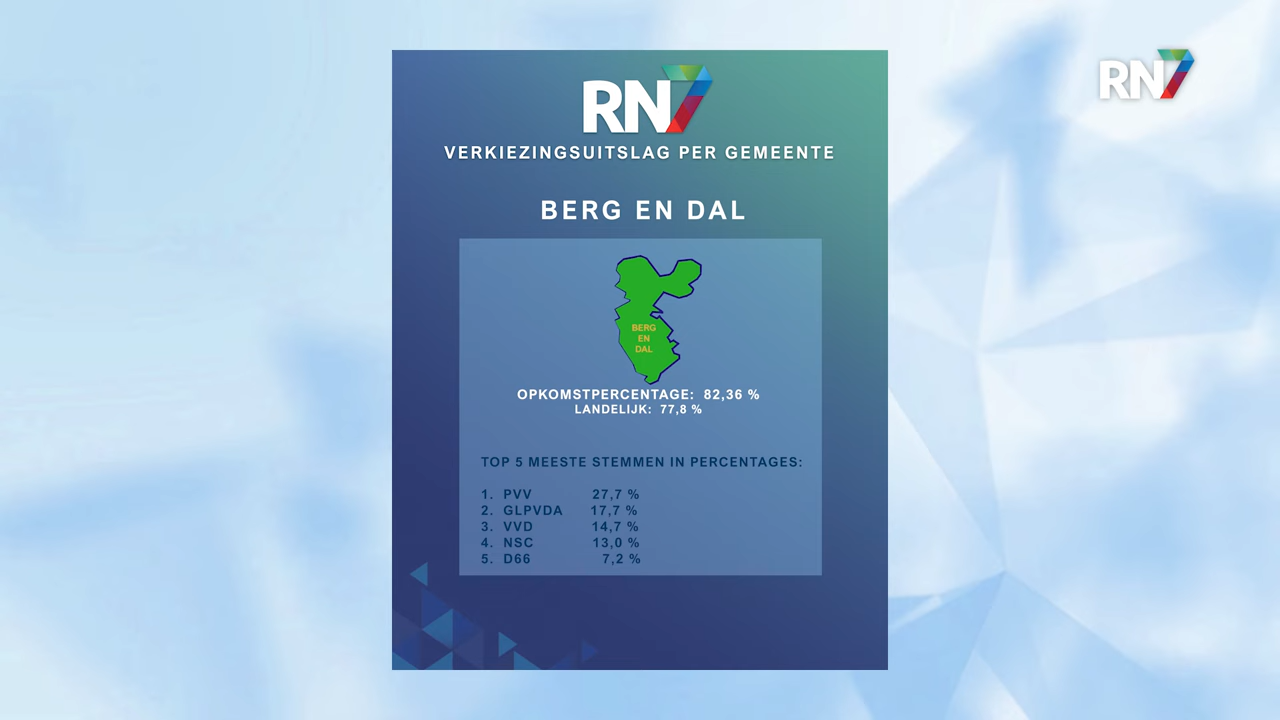 RN7
RN7
VERKIEZINGSUITSLAG PER GEMEENTE
BERG EN DAL
BERG
EN
DAL
OPKOMSTPERCENTAGE: 82,36 %
LANDELIJK: 77,8 %
TOP 5 MEESTE STEMMEN IN PERCENTAGES:
1. PVV 27,7 %
2. GLPVDA 17,7 %
3. VVD 14,7 %
4. NSC 13,0 %
5. D66 7,2 %